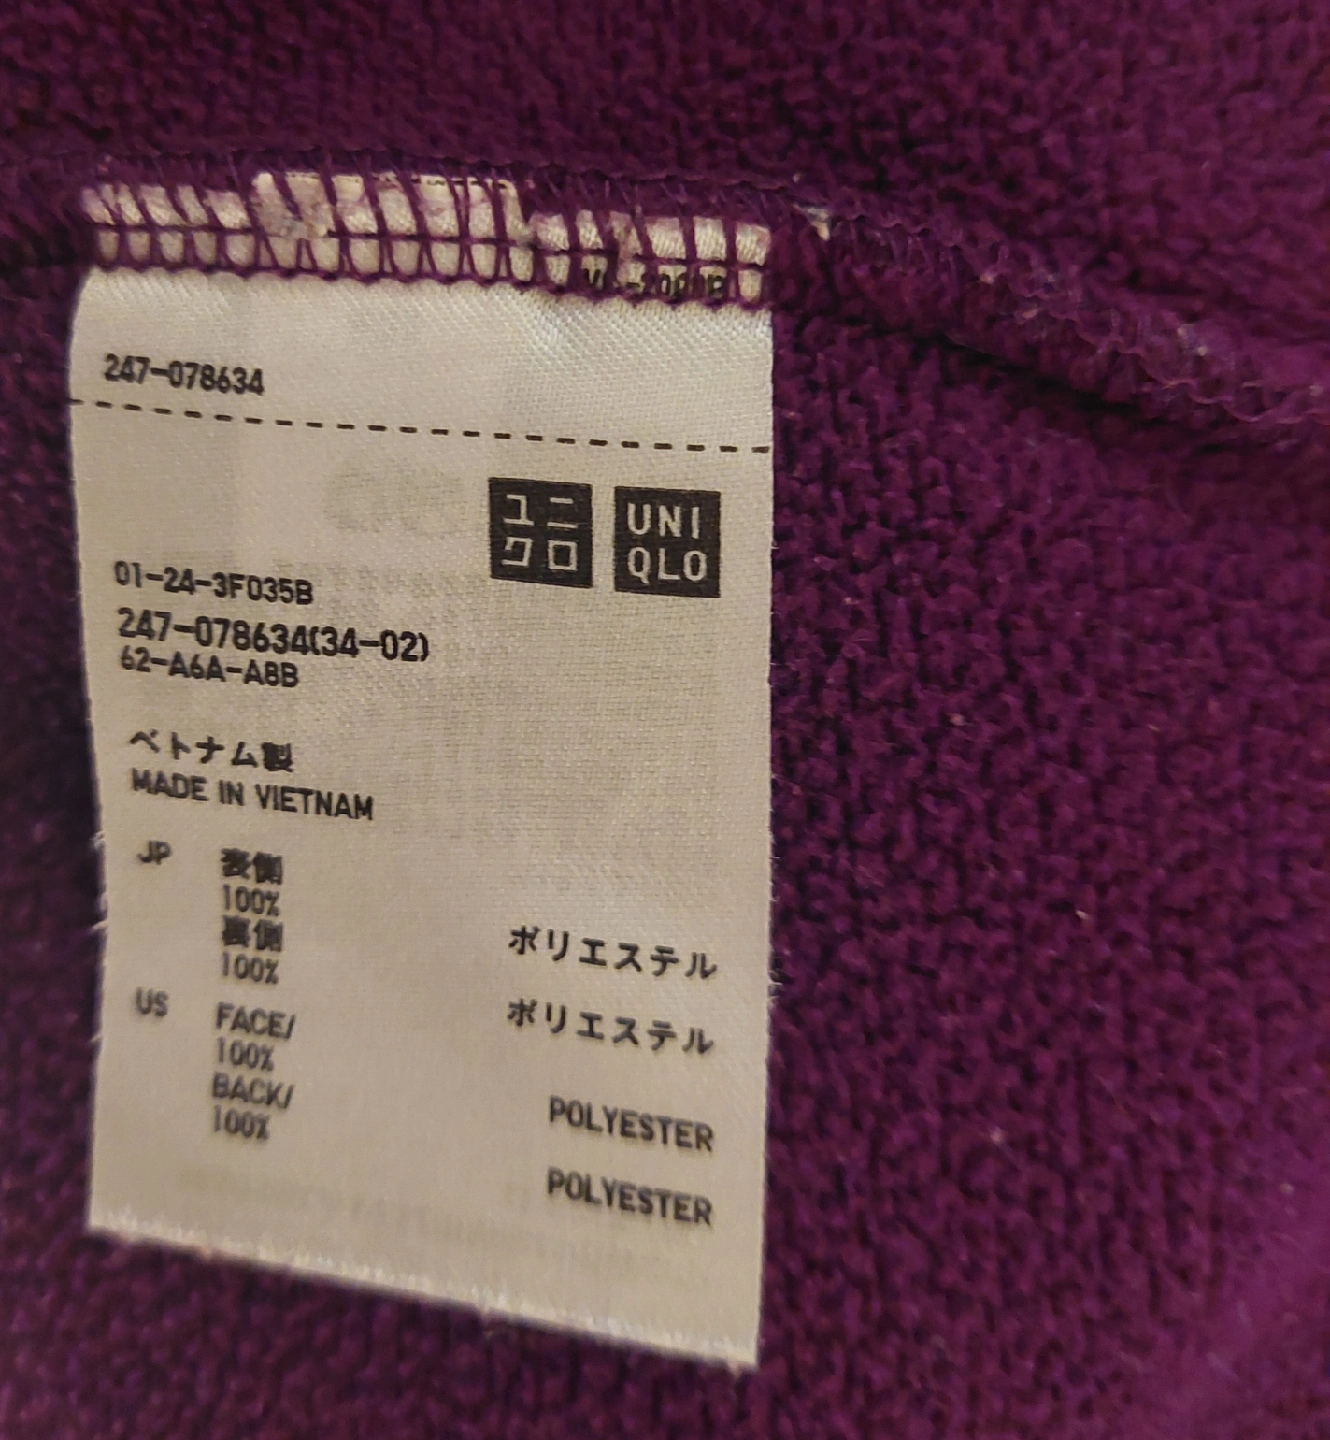 247-078634
ユニ
クロ
UNI
QLO
01-24-3F035B
247-078634(34-02)
62-A6A-A8B
ベトナム製
MADE IN VIETNAM
JP 表側
100%
裏側
ポリエステル
100%
ポリエステル
US FACE/
100%
BACK/
POLYESTER
100%
POLYESTER